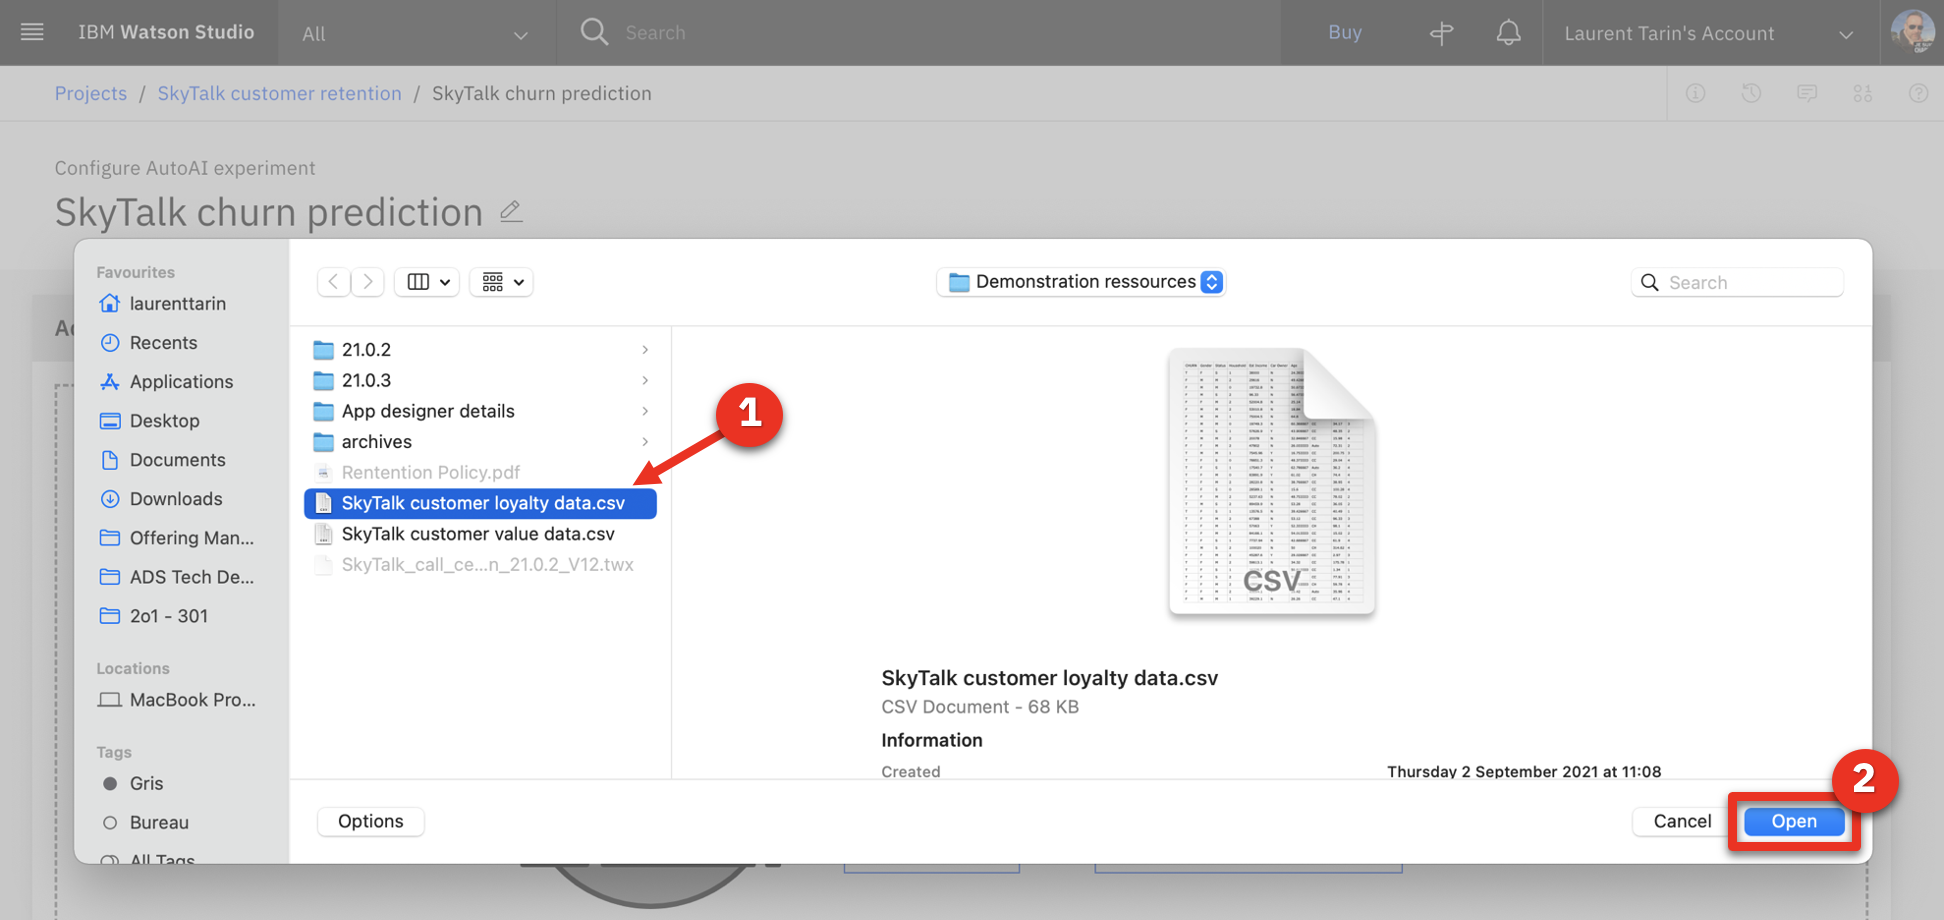 IBM Watson Studio
All
Search
Buy
Laurent Tarin's Account
Projects / SkyTalk customer retention / SkyTalk churn prediction
Configure AutoAI experiment
SkyTalk churn prediction
Favourites
laurenttarin
Recents
Applications
Desktop
Documents
Downloads
Offering Man...
ADS Tech De...
2o1 - 301
Locations
MacBook Pro...
Tags
Gris
Bureau
All Tags
Demonstration ressources
Search
21.0.2
21.0.3
App designer details
archives
Rentention Policy.pdf
SkyTalk customer loyalty data.csv
SkyTalk customer value data.csv
SkyTalk_call_ce...n_21.0.2_V12.twx
1
CSV
SkyTalk customer loyalty data.csv
CSV Document - 68 KB
Information
Created Thursday 2 September 2021 at 11:08
2
Options
Cancel
Open